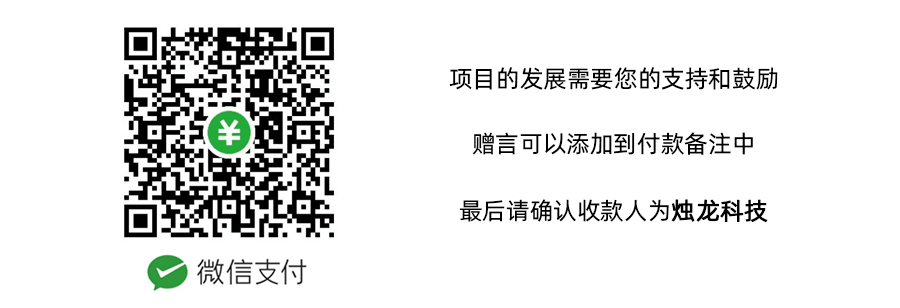 ¥
微信支付
项目的发展需要您的支持和鼓励
赠言可以添加到付款备注中
最后请确认收款人为烛龙科技